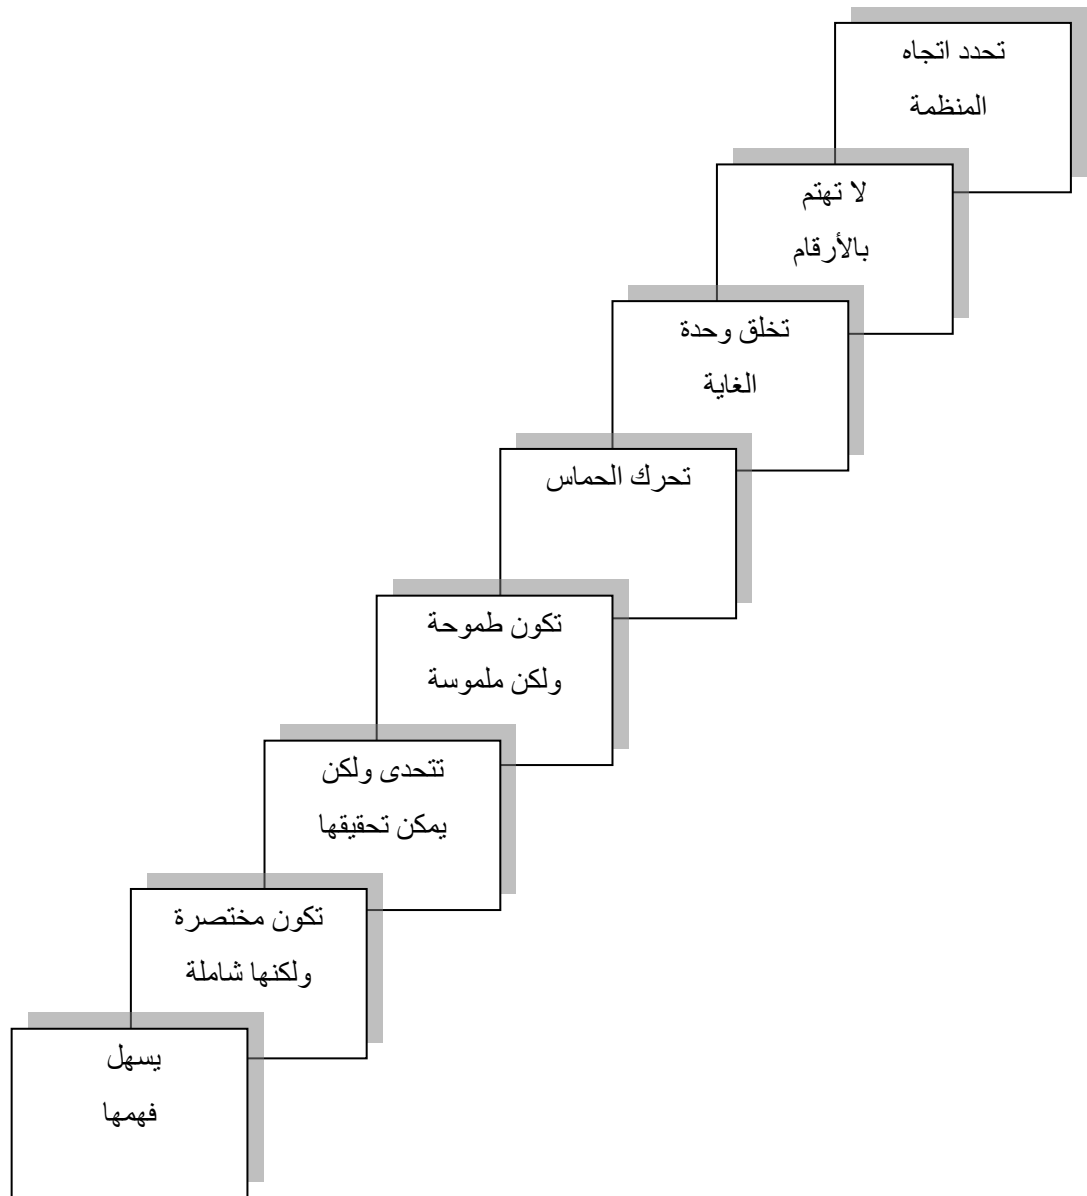 تحدد اتجاه
المنظمة
لا تهتم
بالأرقام
تخلق وحدة
الغاية
تحرك الحماس
تكون طموحة
ولكن ملموسة
تتحدى ولكن
يمكن تحقيقها
تكون مختصرة
ولكنها شاملة
يسهل
فهمها